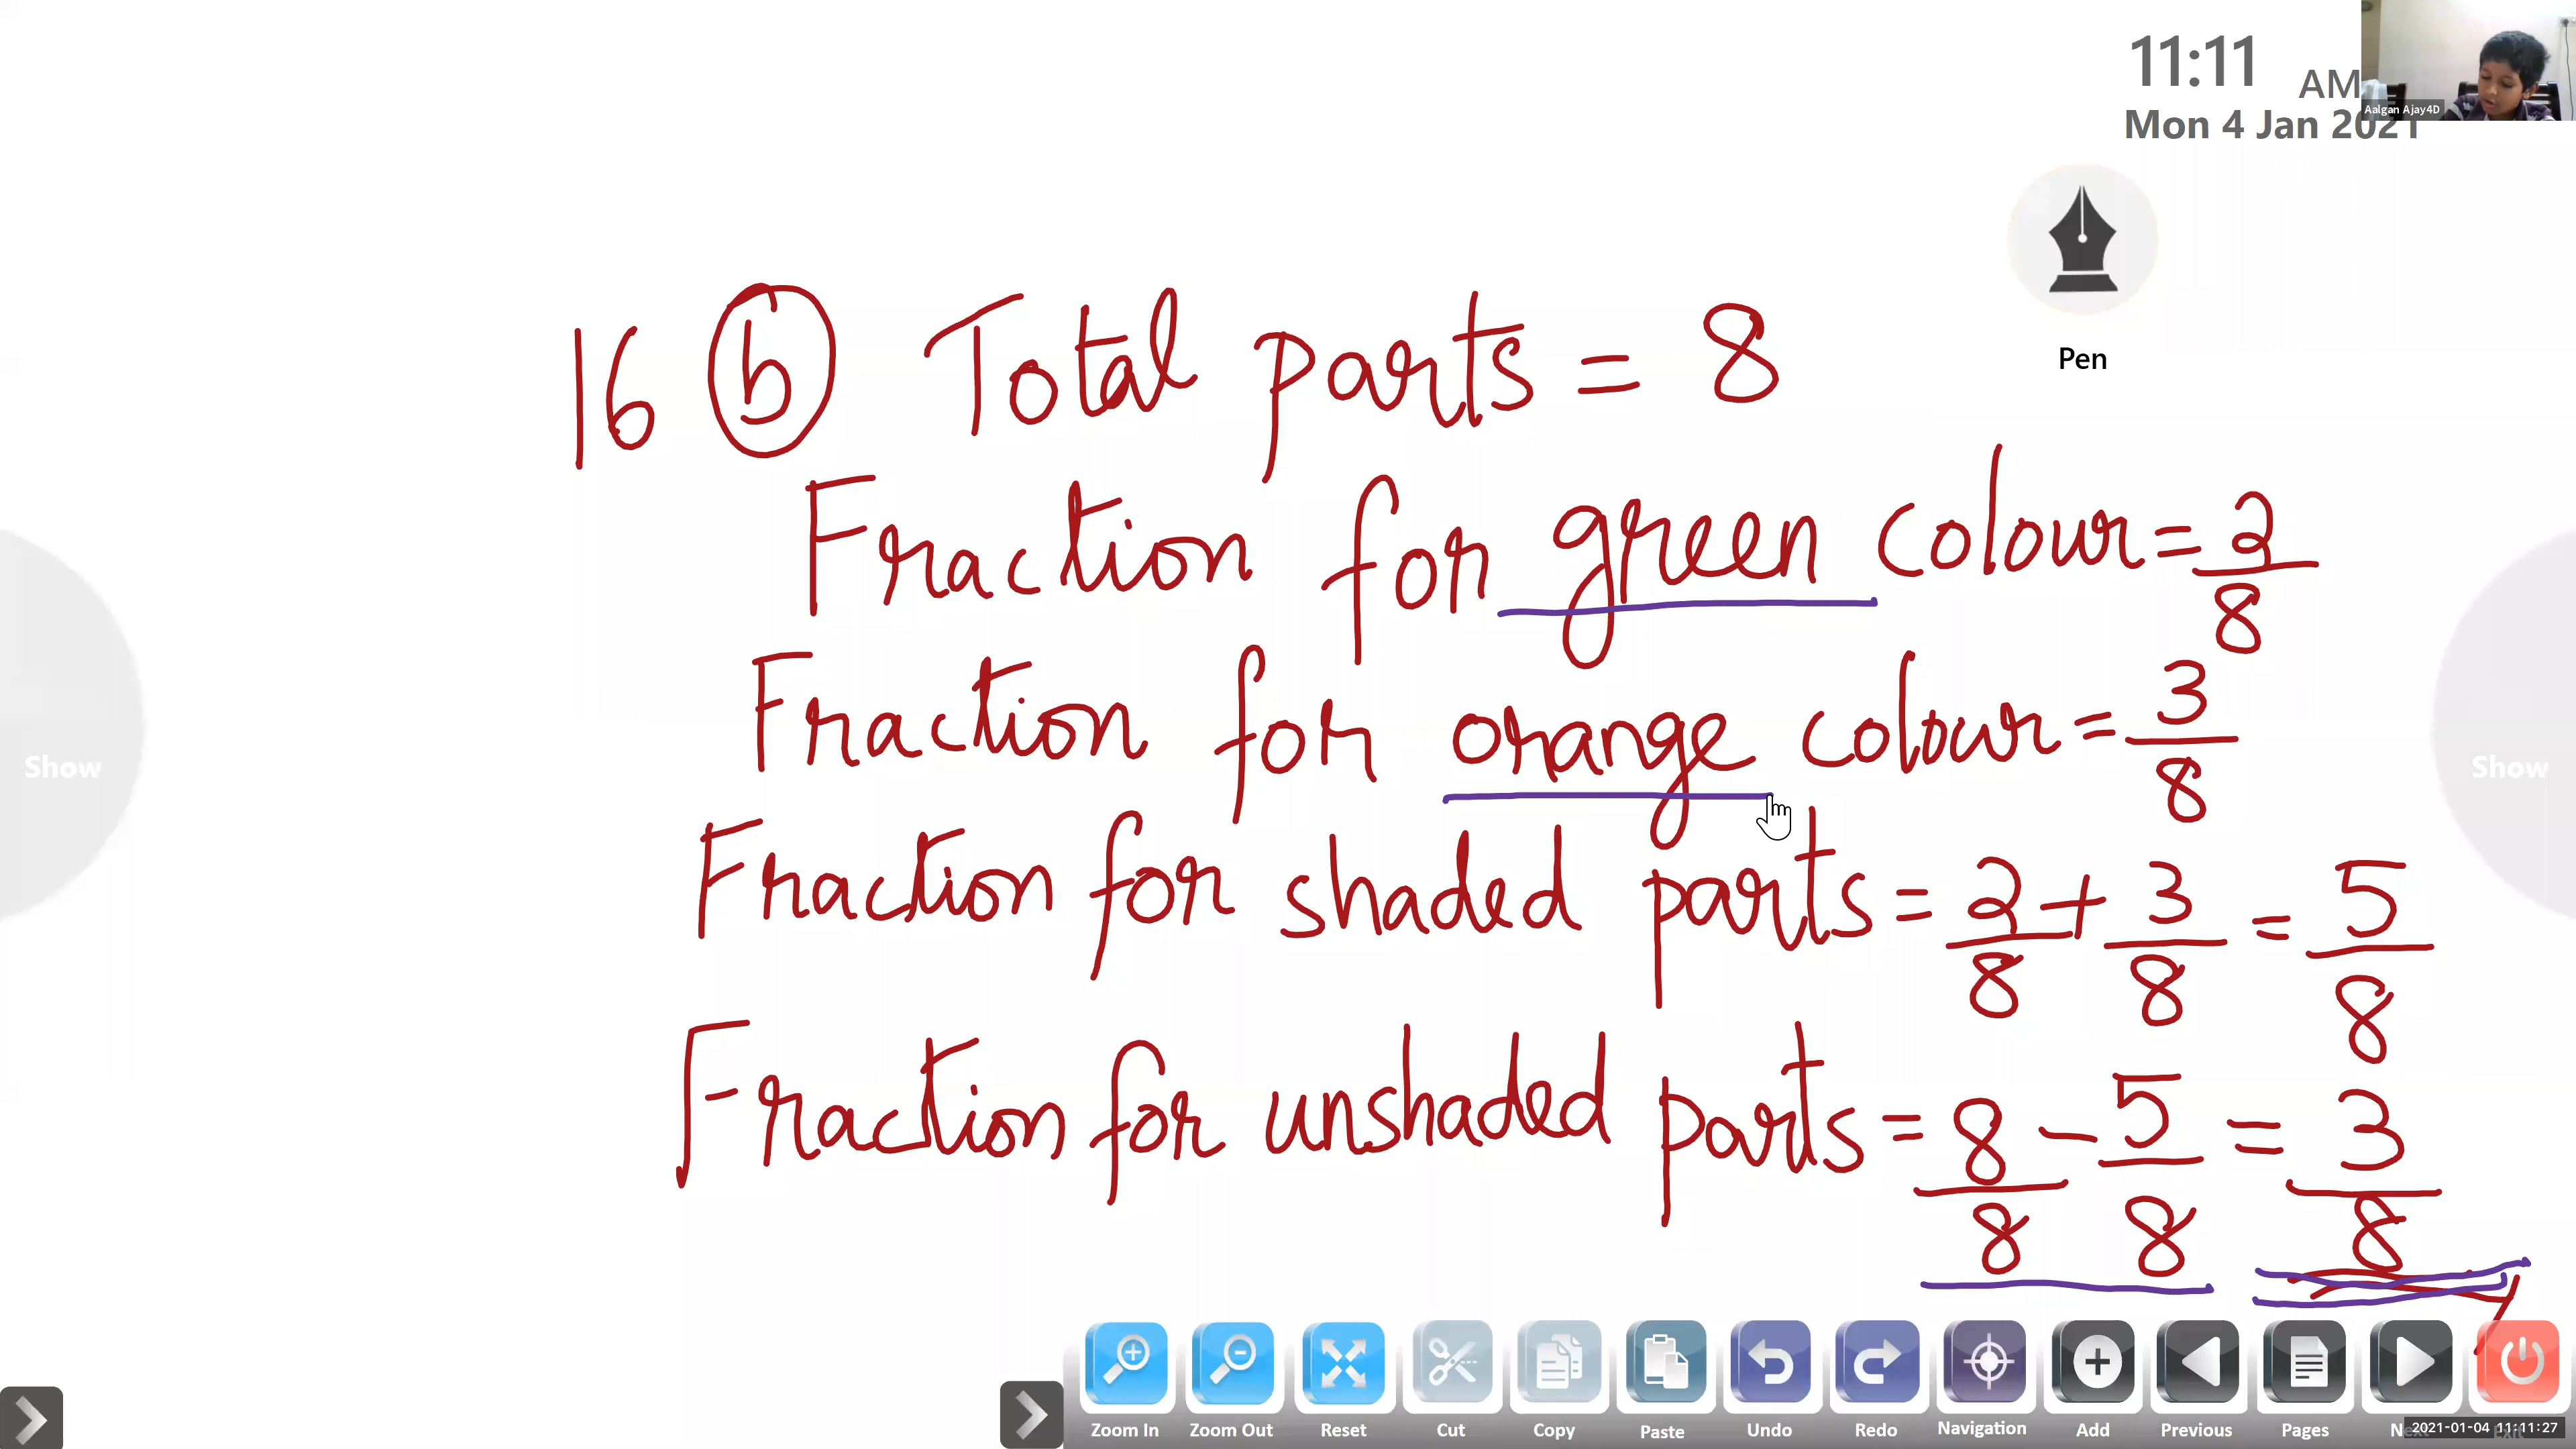 11:11 AM
Mon 4 Jan 2021
Aalgan Ajay4D
Pen
16 (b) Total parts = 8
Fraction for green colour = 2/8
Fraction for orange colour = 3/8
Fraction for shaded parts = 2/8 + 3/8 = 5/8
Fraction for unshaded parts = 8/8 - 5/8 = 3/8
Show
Show
Zoom In Zoom Out Reset Cut Copy Paste Undo Redo Navigation Add Previous Pages
2021-01-04 11:11:27